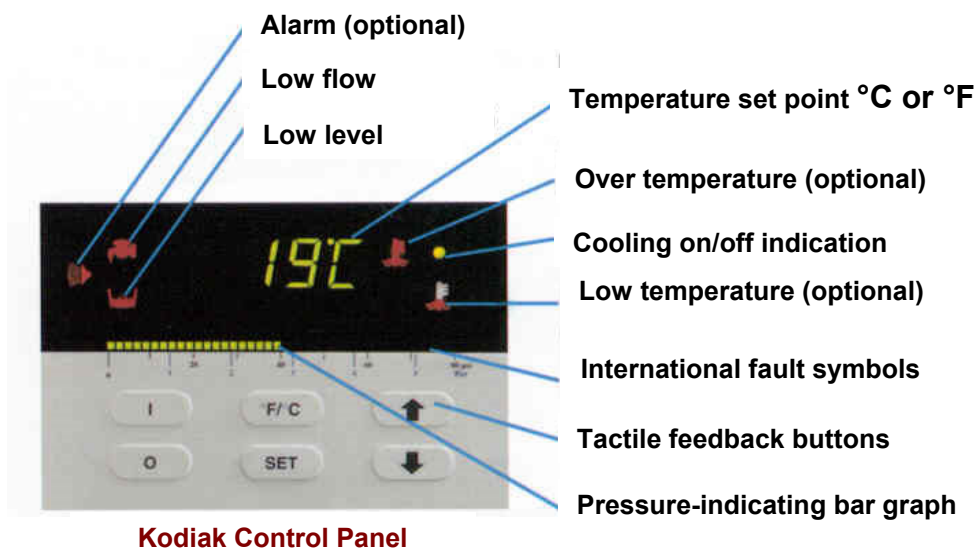 Alarm (optional)
Low flow
Low level
Temperature set point °C or °F
Over temperature (optional)
Cooling on/off indication
Low temperature (optional)
International fault symbols
Tactile feedback buttons
Pressure-indicating bar graph
19°C
I
°F/°C
O
SET
Kodiak Control Panel